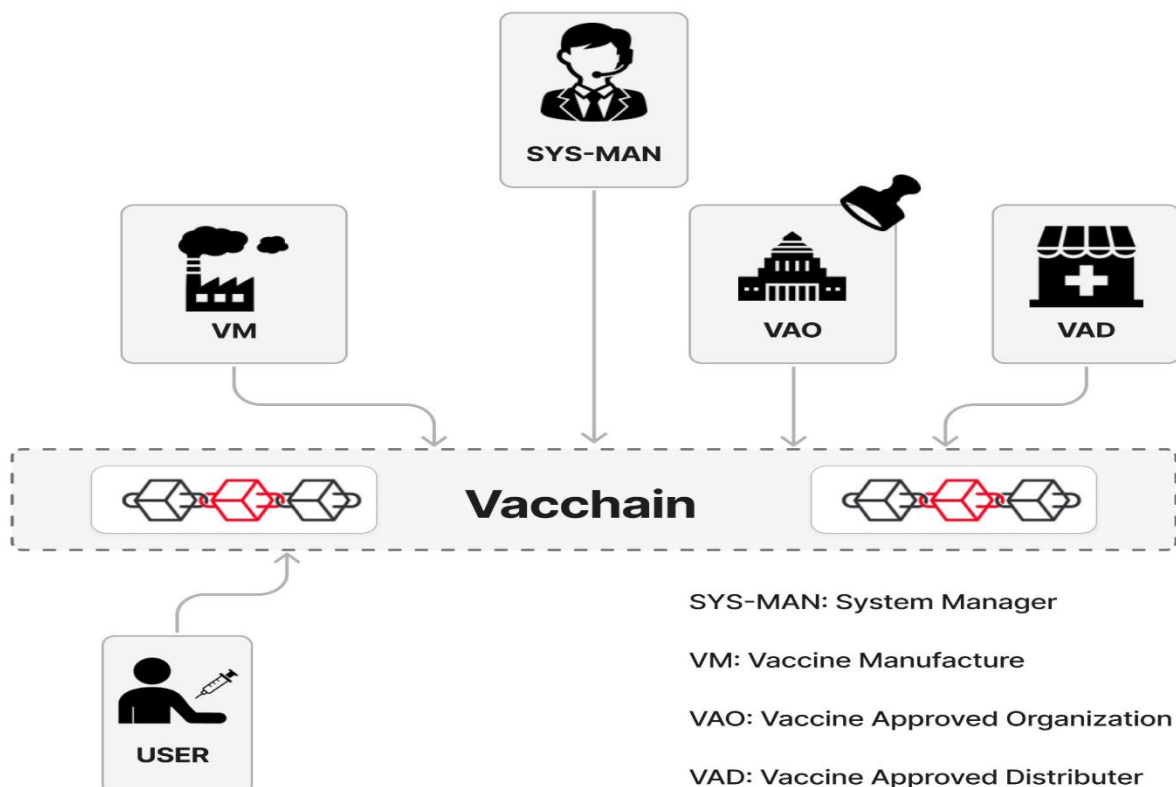 SYS-MAN
VM
VAO
VAD
Vacchain
USER
SYS-MAN: System Manager
VM: Vaccine Manufacture
VAO: Vaccine Approved Organization
VAD: Vaccine Approved Distributer